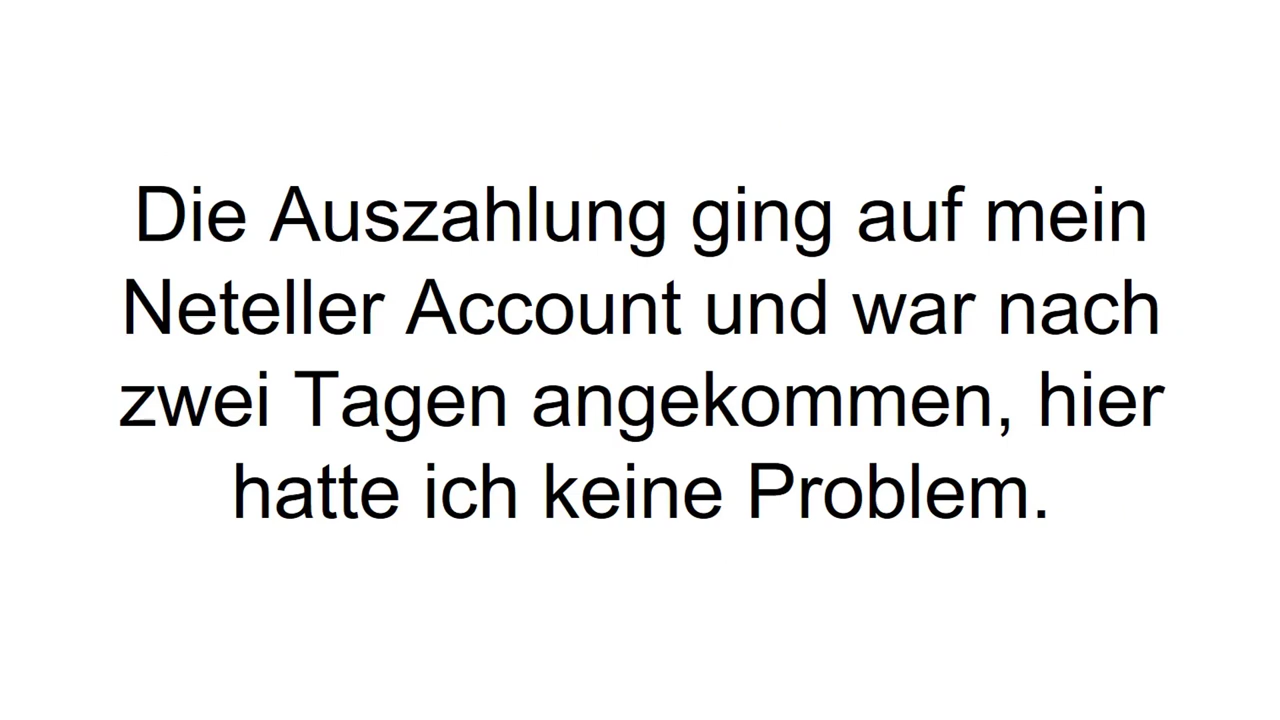 Die Auszahlung ging auf mein
Neteller Account und war nach
zwei Tagen angekommen, hier
hatte ich keine Problem.